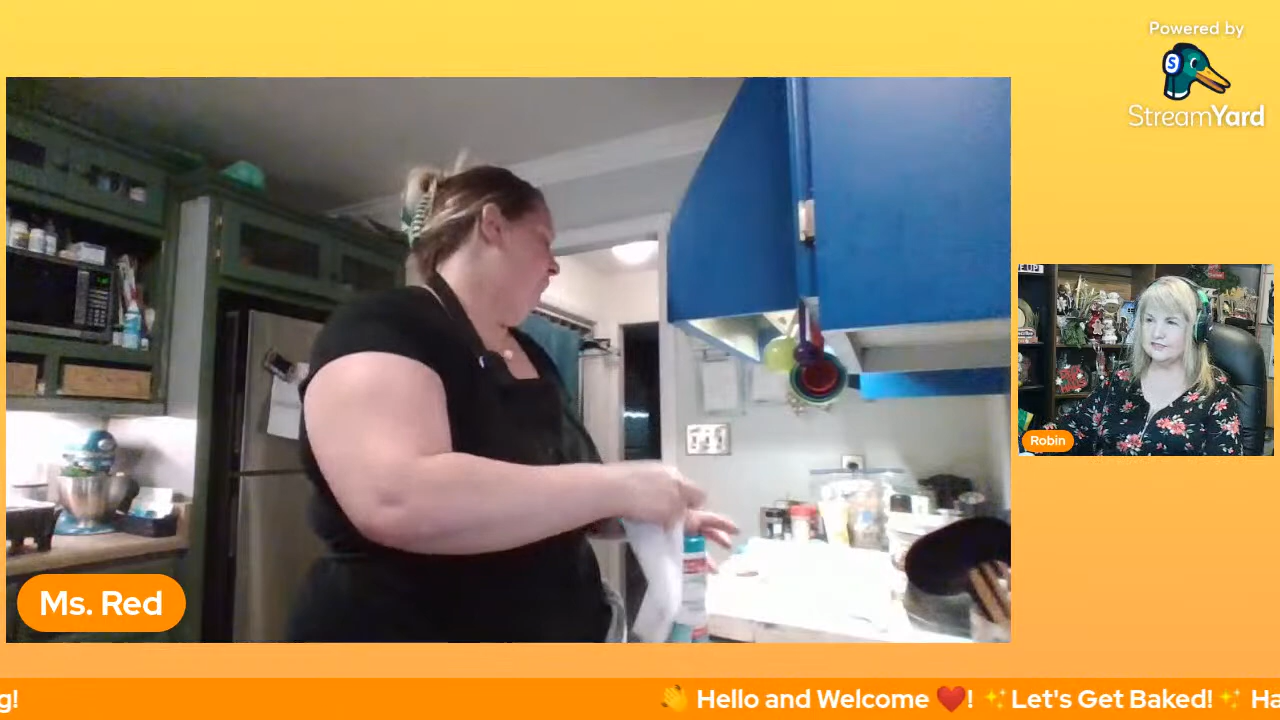 Powered by
StreamYard
Robin
Ms. Red
g!
👋 Hello and Welcome ❤️! ✨Let's Get Baked!✨ Ha